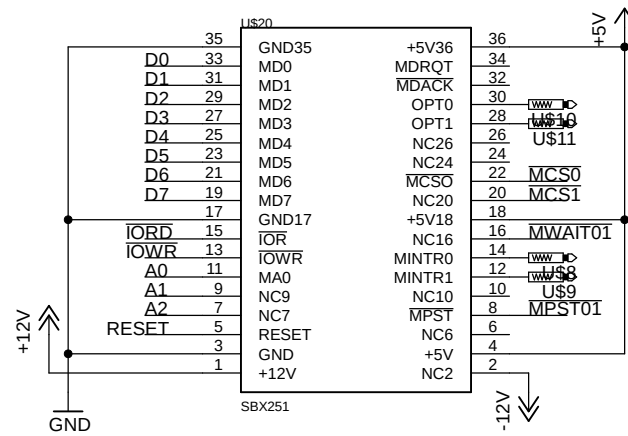 U$20
35 GND35 +5V36 36 +5V
D0 33 MD0 MDRQT 34
D1 31 MD1 MDACK 32
D2 29 MD2 OPT0 30 U$10
D3 27 MD3 OPT1 28 U$11
D4 25 MD4 NC26 26
D5 23 MD5 NC24 24
D6 21 MD6 MCSO 22 MCS0
D7 19 MD7 NC20 20 MCS1
17 GND17 +5V18 18
IORD 15 IOR NC16 16 MWAIT01
IOWR 13 IOWR MINTR0 14 U$8
A0 11 MA0 MINTR1 12 U$9
A1 9 NC9 NC10 10
A2 7 NC7 MPST 8 MPST01
RESET 5 RESET NC6 6
+12V 3 GND +5V 4
1 +12V NC2 2
SBX251 -12V
GND